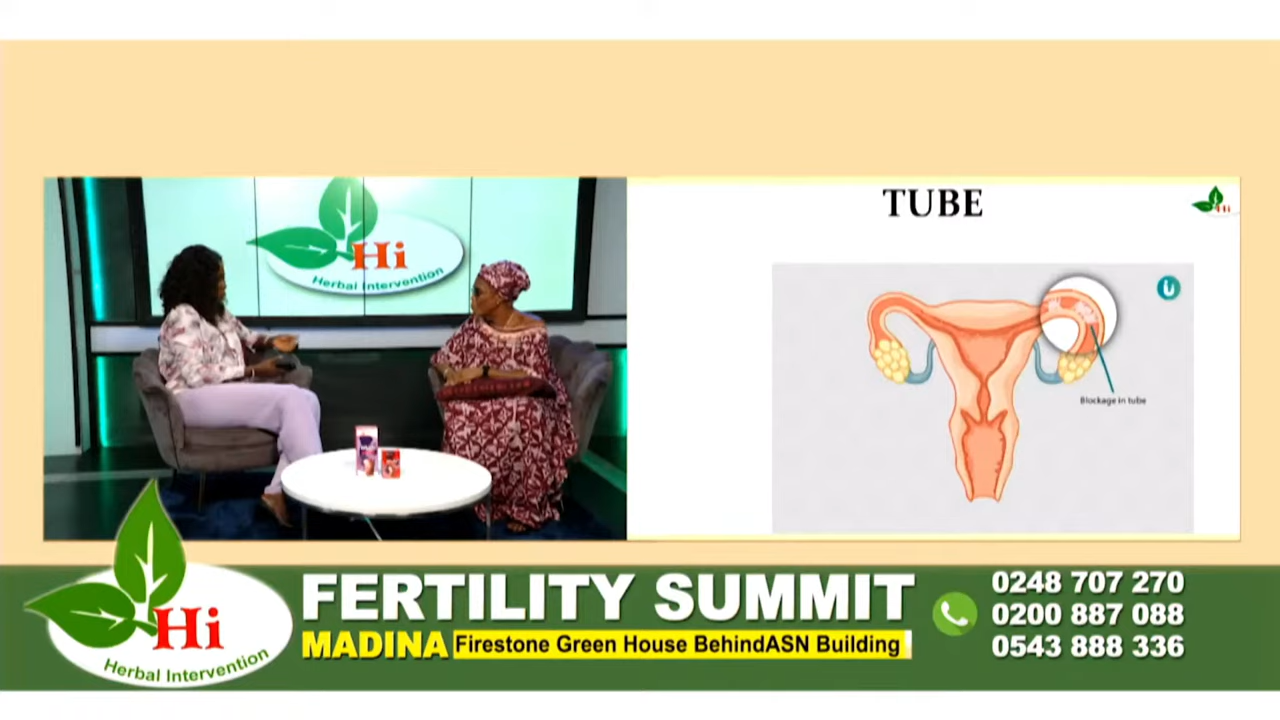 Hi
Herbal Intervention
TUBE
Hi
Blockage in tube
Hi
Herbal Intervention
FERTILITY SUMMIT
MADINA Firestone Green House BehindASN Building
0248 707 270
0200 887 088
0543 888 336